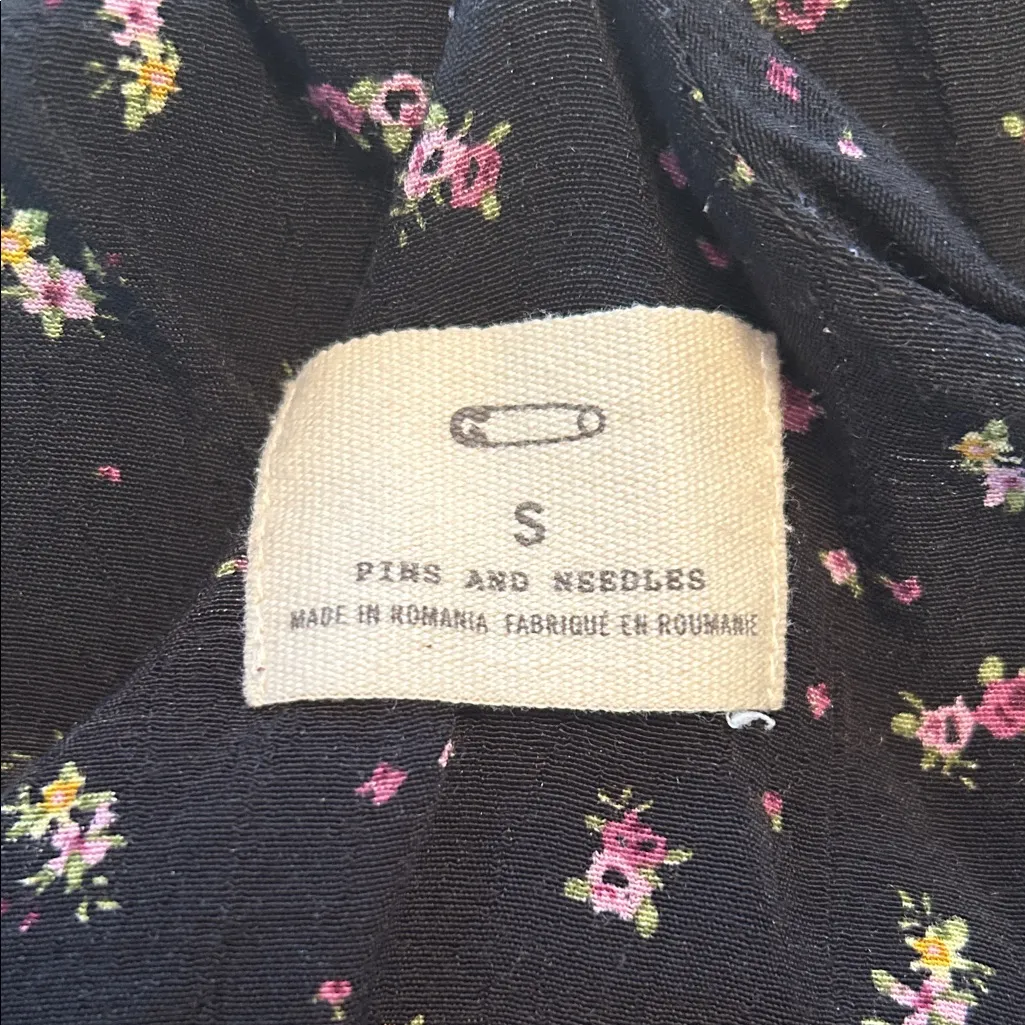 S
PINS AND NEEDLES
MADE IN ROMANIA FABRIQUÉ EN ROUMANIE